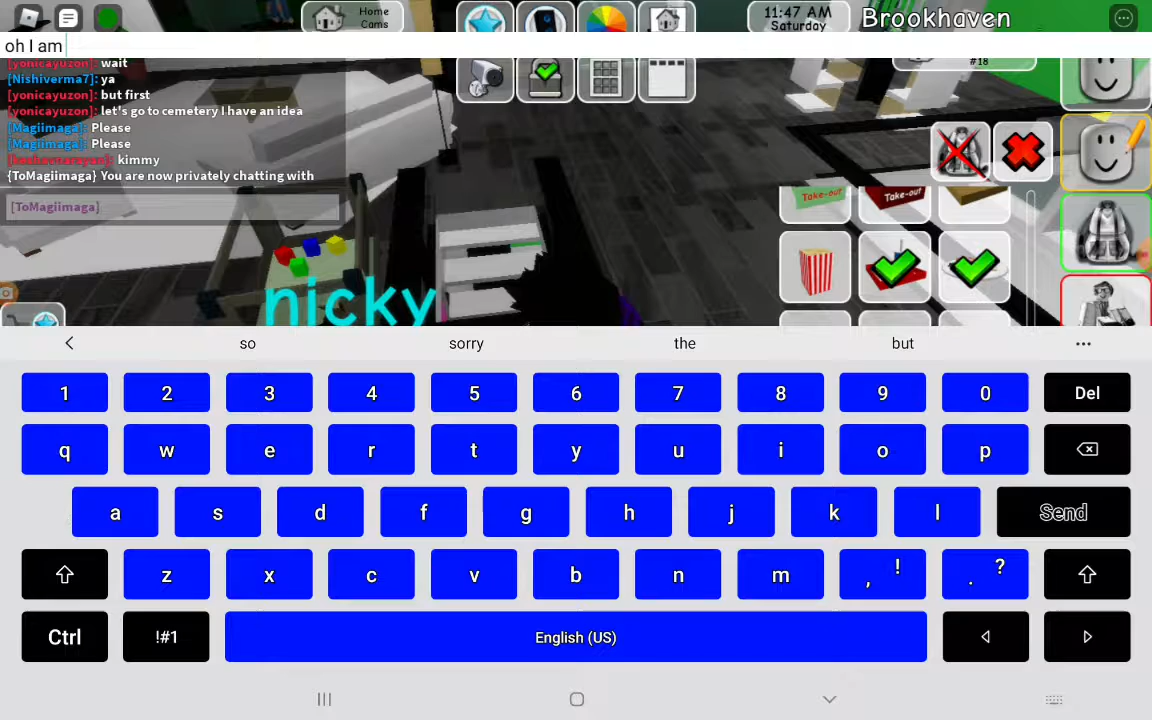 Home
Cams
11:47 AM
Saturday
Brookhaven
oh I am
#18
[yonicayuzon]: wait
[Nishiverma7]: ya
[yonicayuzon]: but first
[yonicayuzon]: let's go to cemetery I have an idea
[Magiimaga]: Please
[Magiimaga]: Please
kimmy
{ToMagiimaga} You are now privately chatting with
[ToMagiimaga]
Take-out
Take-out
nicky
so
sorry
the
but
1 2 3 4 5 6 7 8 9 0 Del
q w e r t y u i o p
a s d f g h j k l Send
z x c v b n m , ! . ?
Ctrl !#1 English (US)